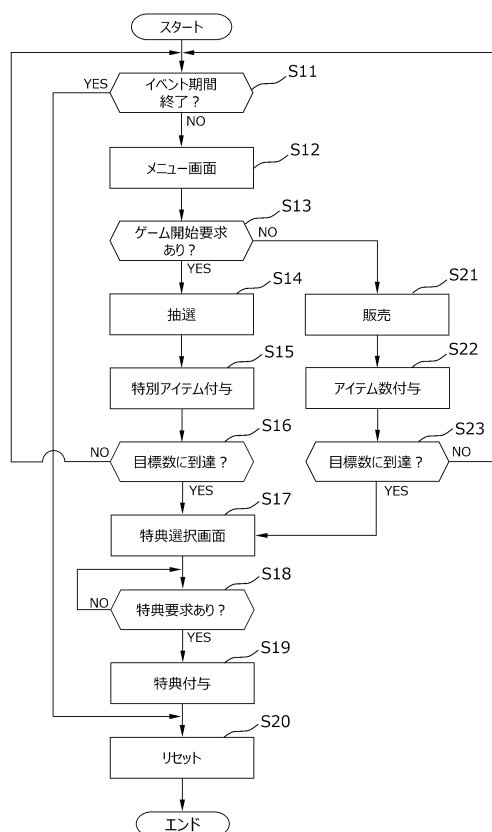 スタート
S11
イベント期間
終了？
YES
NO
S12
メニュー画面
S13
ゲーム開始要求
あり？
NO
YES
S14
抽選
S21
販売
S15
特別アイテム付与
S22
アイテム数付与
S16
目標数に到達？
NO
YES
S23
目標数に到達？
NO
YES
S17
特典選択画面
S18
特典要求あり？
NO
YES
S19
特典付与
S20
リセット
エンド